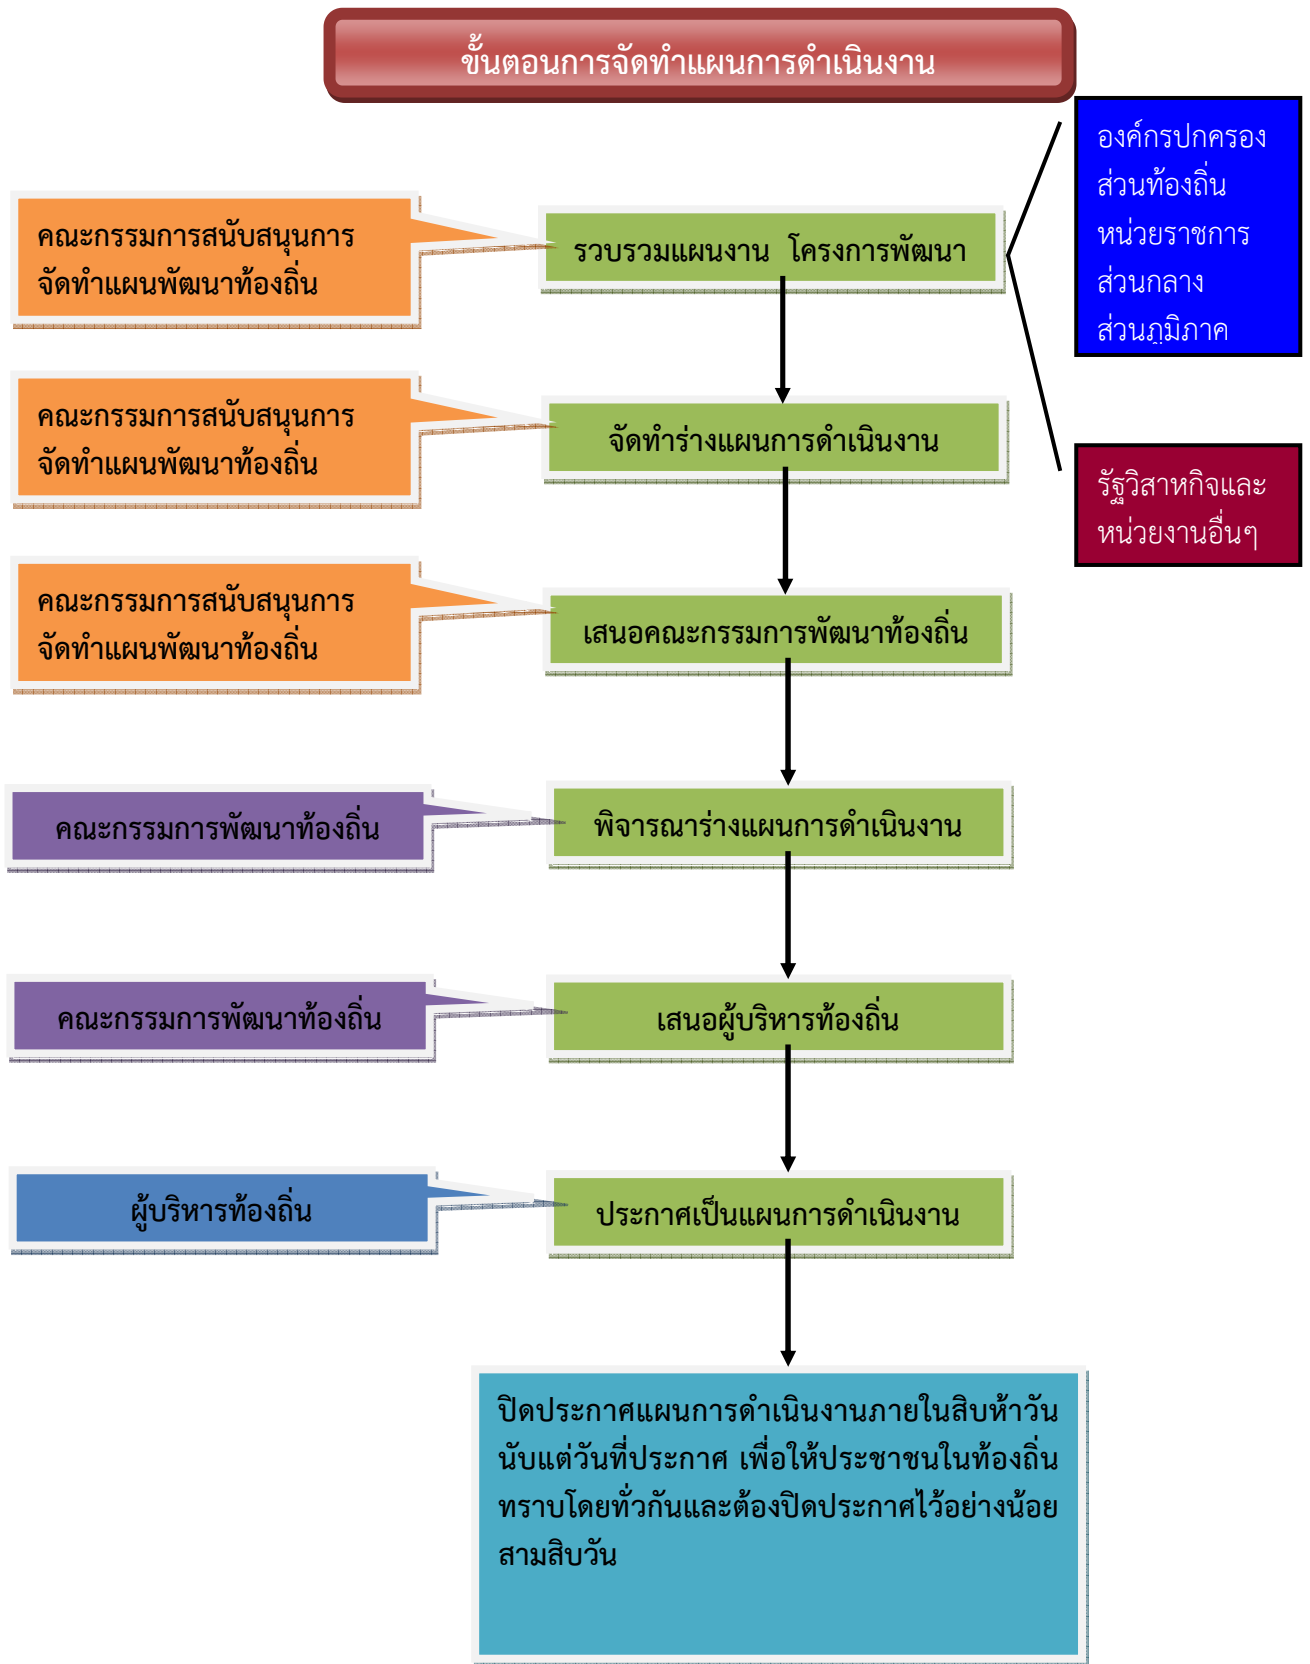 ขั้นตอนการจัดทำแผนการดำเนินงาน
องค์กรปกครอง
ส่วนท้องถิ่น
หน่วยราชการ
ส่วนกลาง
ส่วนภูมิภาค
คณะกรรมการสนับสนุนการ
จัดทำแผนพัฒนาท้องถิ่น
รวบรวมแผนงาน โครงการพัฒนา
คณะกรรมการสนับสนุนการ
จัดทำแผนพัฒนาท้องถิ่น
จัดทำร่างแผนการดำเนินงาน
รัฐวิสาหกิจและ
หน่วยงานอื่นๆ
คณะกรรมการสนับสนุนการ
จัดทำแผนพัฒนาท้องถิ่น
เสนอคณะกรรมการพัฒนาท้องถิ่น
คณะกรรมการพัฒนาท้องถิ่น
พิจารณาร่างแผนการดำเนินงาน
คณะกรรมการพัฒนาท้องถิ่น
เสนอผู้บริหารท้องถิ่น
ผู้บริหารท้องถิ่น
ประกาศเป็นแผนการดำเนินงาน
ปิดประกาศแผนการดำเนินงานภายในสิบห้าวัน
นับแต่วันที่ประกาศ เพื่อให้ประชาชนในท้องถิ่น
ทราบโดยทั่วกันและต้องปิดประกาศไว้อย่างน้อย
สามสิบวัน